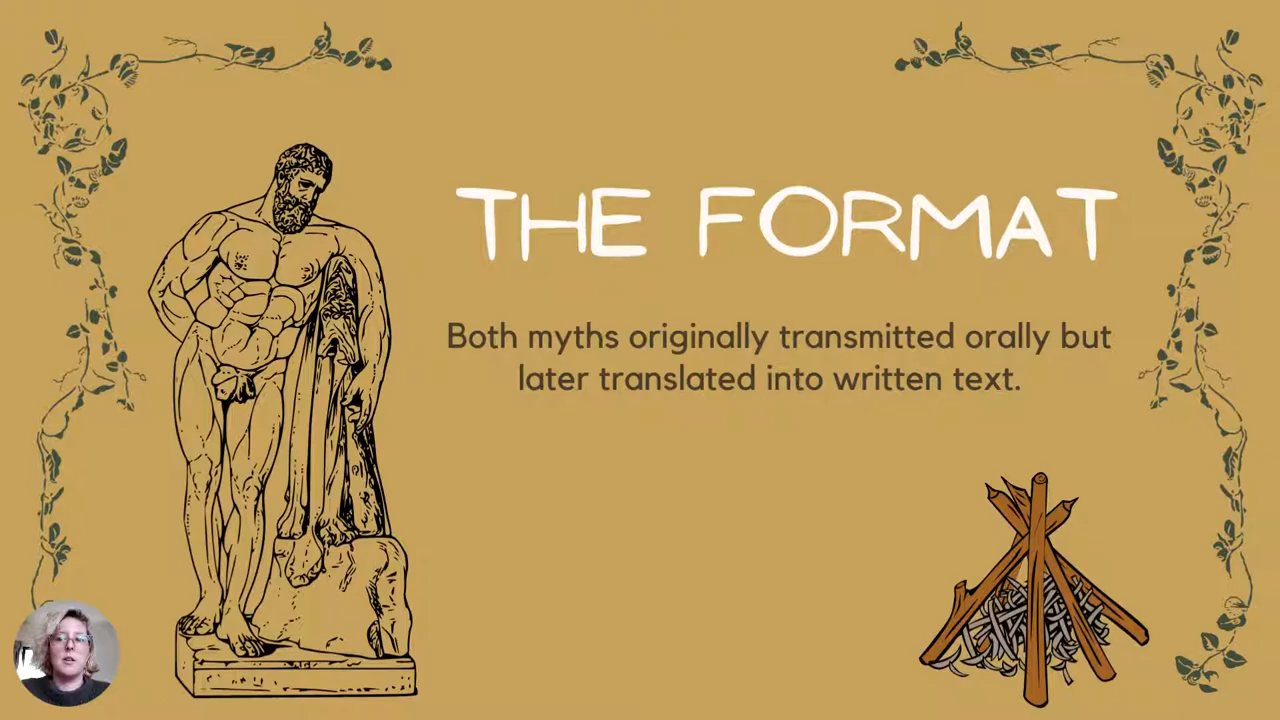 THE FORMAT
Both myths originally transmitted orally but
later translated into written text.